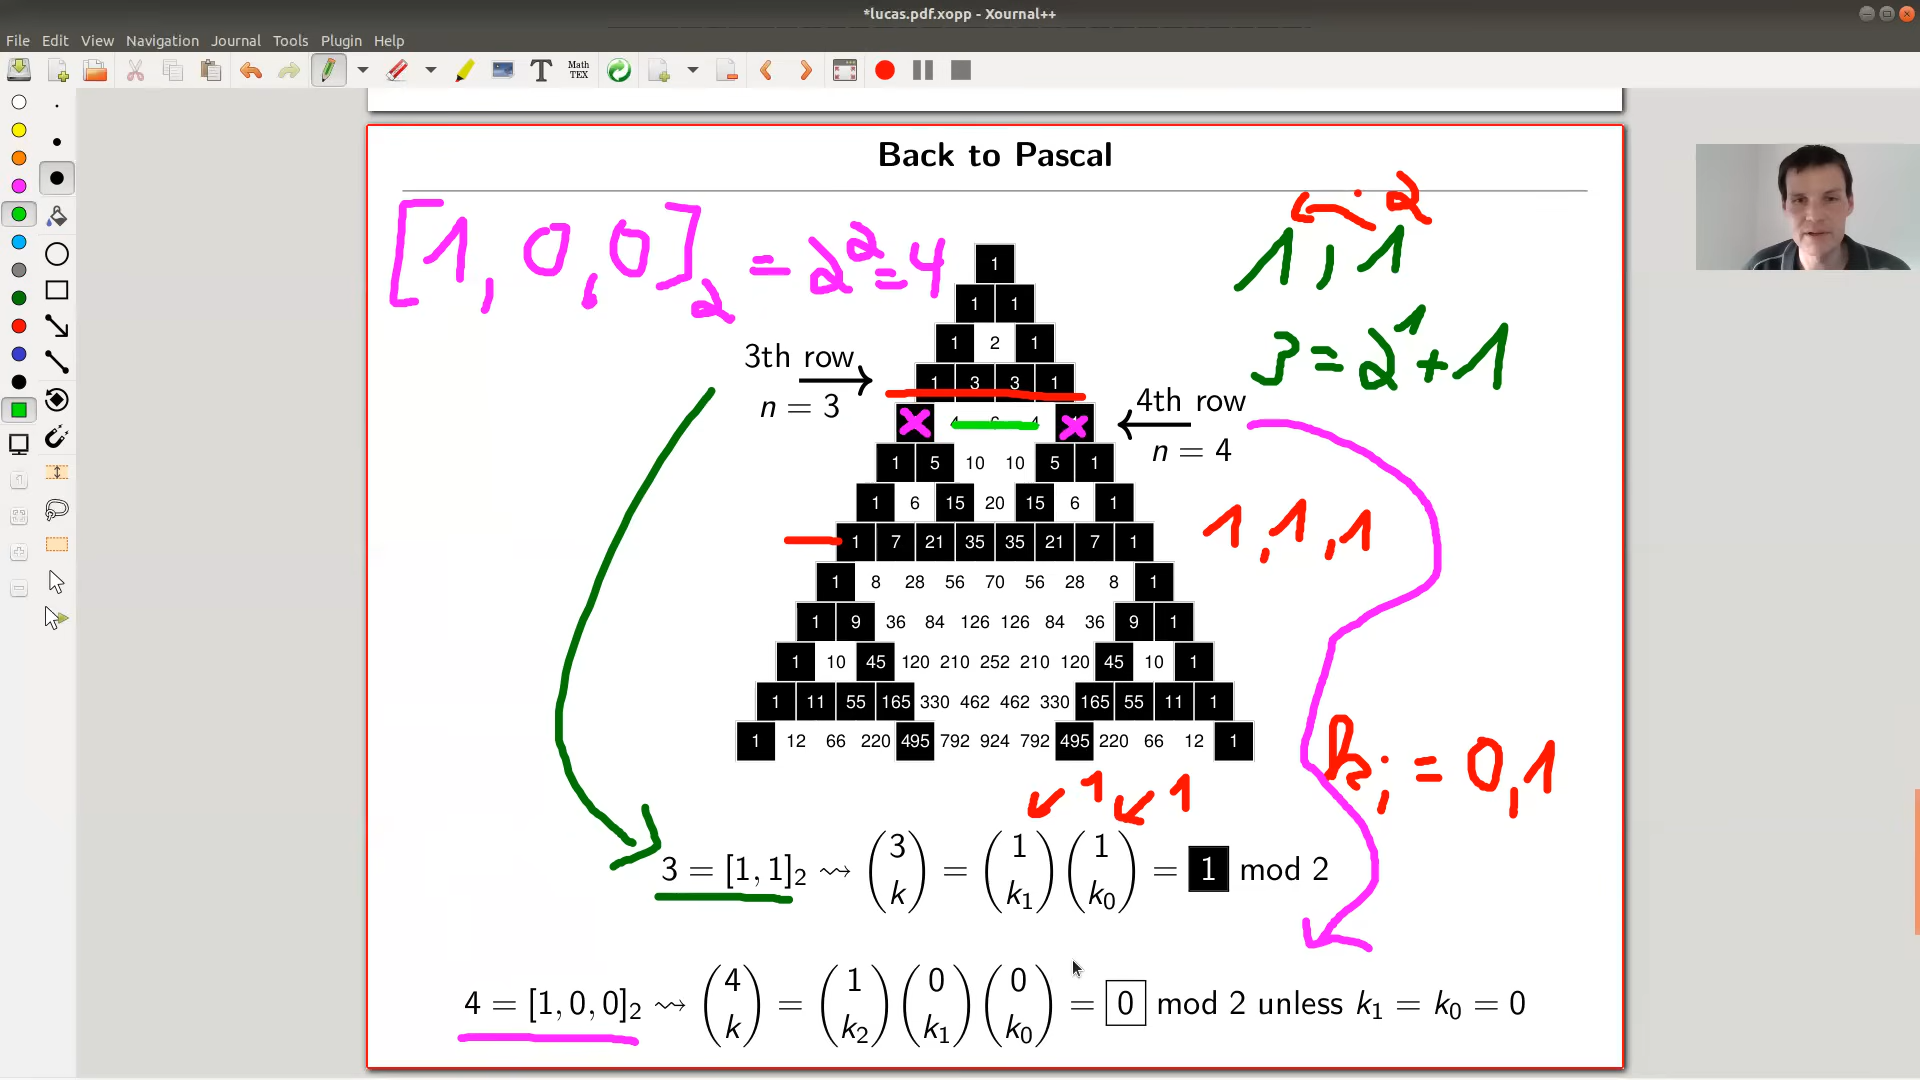 *lucas.pdf.xopp - Xournal++
File Edit View Navigation Journal Tools Plugin Help
T Math TEX
Back to Pascal
[1, 0, 0]₂ = 2² = 4
· 2
1, 1
3 = 2¹ + 1
3th row
n = 3
4th row
n = 4
1
1 1
1 2 1
1 3 3 1
4 6 4
1 5 10 10 5 1
1 6 15 20 15 6 1
1 7 21 35 35 21 7 1
1, 1, 1
1 8 28 56 70 56 28 8 1
1 9 36 84 126 126 84 36 9 1
1 10 45 120 210 252 210 120 45 10 1
1 11 55 165 330 462 462 330 165 55 11 1
1 12 66 220 495 792 924 792 495 220 66 12 1
kⱼ = 0, 1
1 1
3 = [1, 1]₂ ⇝ (3 k) = (1 k₁) (1 k₀) = 1 mod 2
4 = [1, 0, 0]₂ ⇝ (4 k) = (1 k₂) (0 k₁) (0 k₀) = 0 mod 2 unless k₁ = k₀ = 0